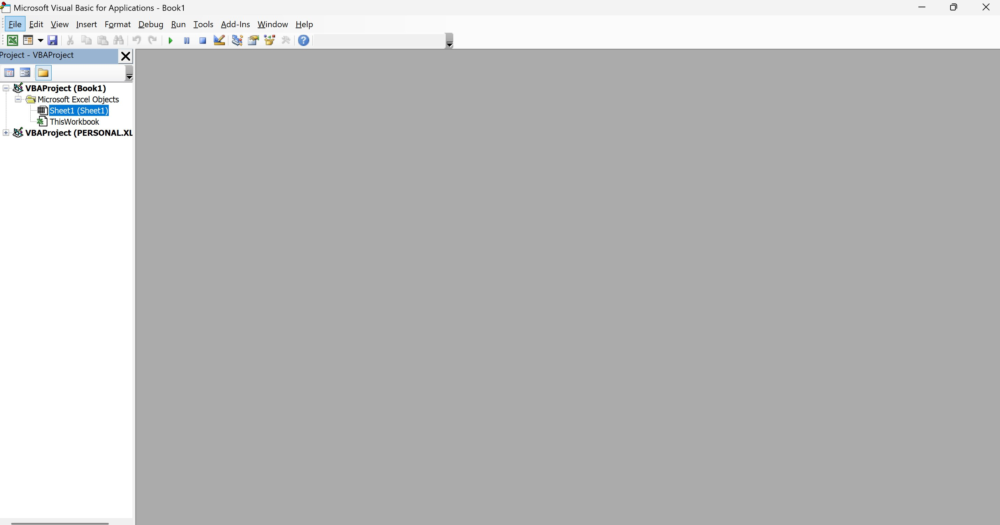 Microsoft Visual Basic for Applications - Book1
File Edit View Insert Format Debug Run Tools Add-Ins Window Help
Project - VBAProject
VBAProject (Book1)
Microsoft Excel Objects
Sheet1 (Sheet1)
ThisWorkbook
VBAProject (PERSONAL.XL